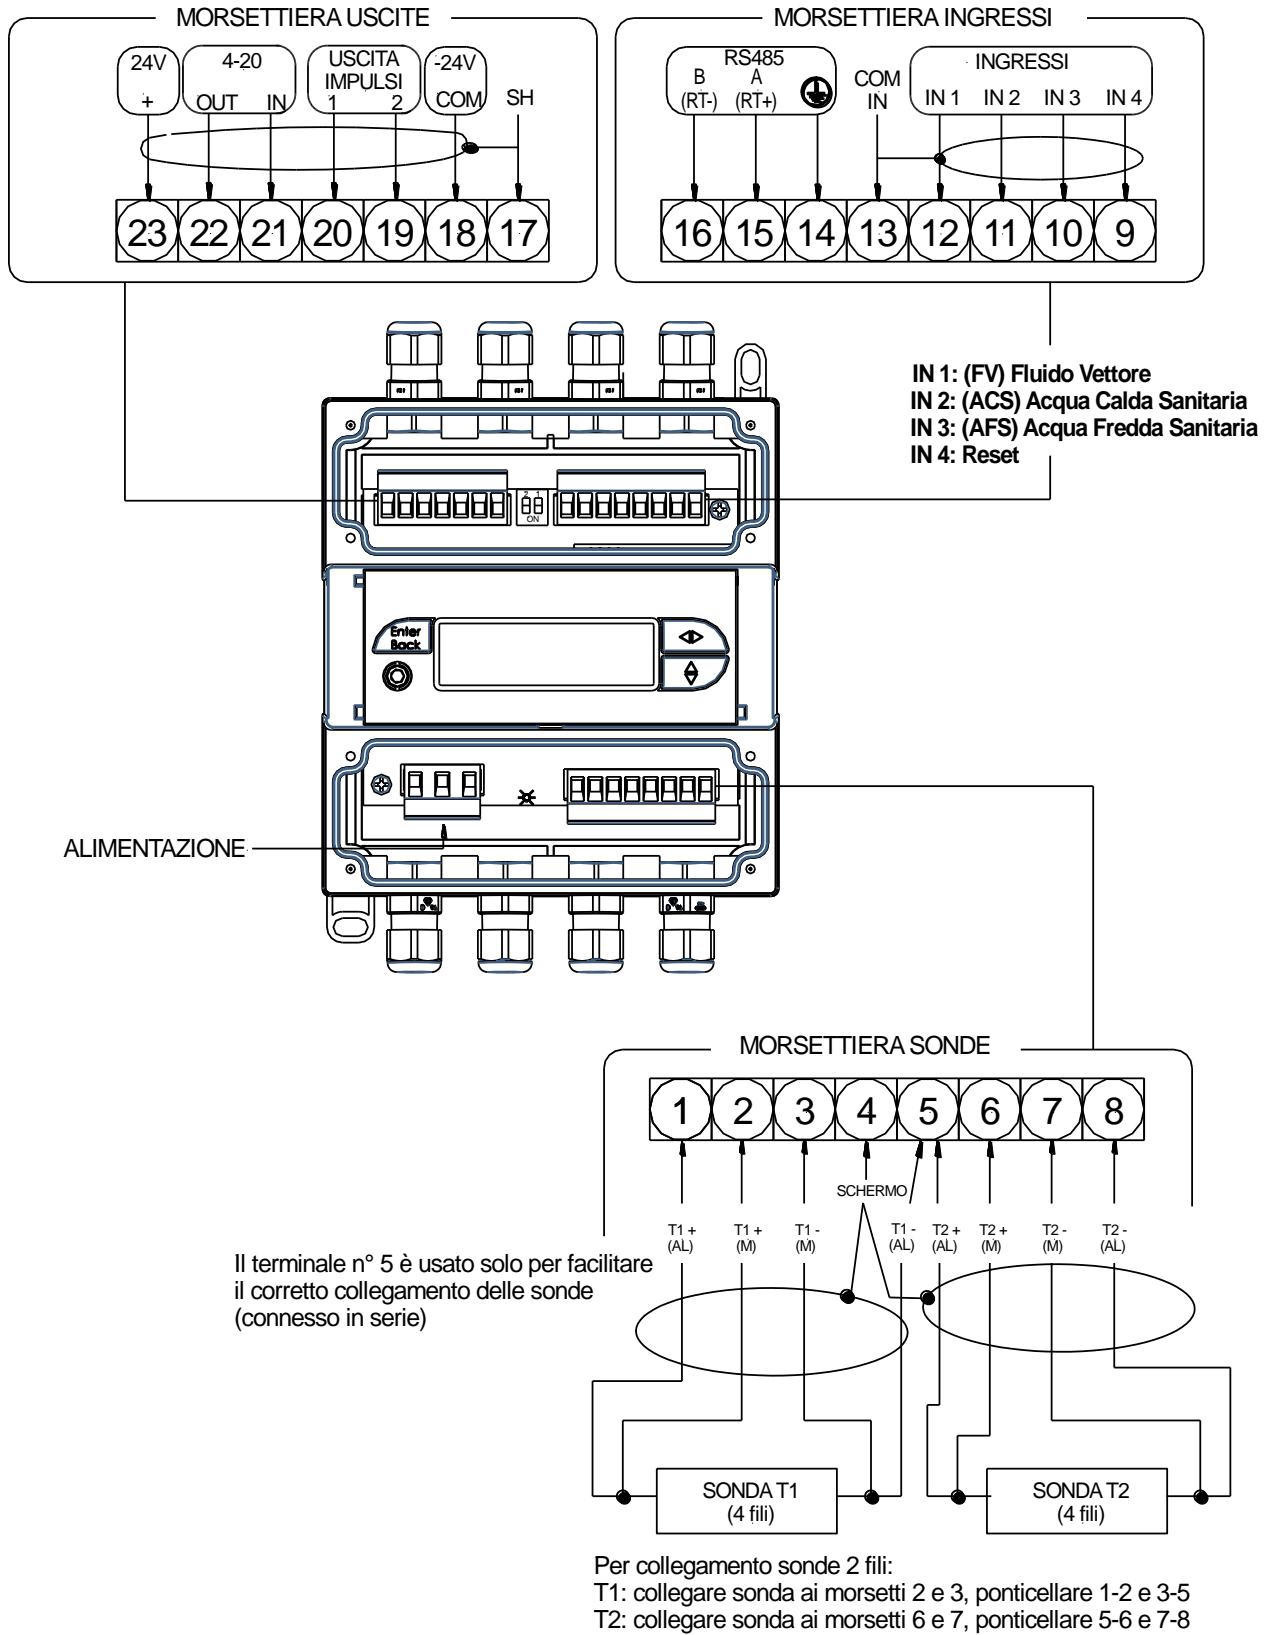 MORSETTIERA USCITE
24V
+
4-20
OUT IN
USCITA
IMPULSI
1 2
-24V
COM
SH
23 22 21 20 19 18 17
MORSETTIERA INGRESSI
RS485
B
(RT-)
A
(RT+)
COM
IN
INGRESSI
IN 1 IN 2 IN 3 IN 4
16 15 14 13 12 11 10 9
IN 1: (FV) Fluido Vettore
IN 2: (ACS) Acqua Calda Sanitaria
IN 3: (AFS) Acqua Fredda Sanitaria
IN 4: Reset
2 1
ON
Enter
Back
ALIMENTAZIONE
MORSETTIERA SONDE
1 2 3 4 5 6 7 8
SCHERMO
T1 +
(AL)
T1 +
(M)
T1 -
(M)
T1 -
(AL)
T2 +
(AL)
T2 +
(M)
T2 -
(M)
T2 -
(AL)
Il terminale n° 5 è usato solo per facilitare
il corretto collegamento delle sonde
(connesso in serie)
SONDA T1
(4 fili)
SONDA T2
(4 fili)
Per collegamento sonde 2 fili:
T1: collegare sonda ai morsetti 2 e 3, ponticellare 1-2 e 3-5
T2: collegare sonda ai morsetti 6 e 7, ponticellare 5-6 e 7-8